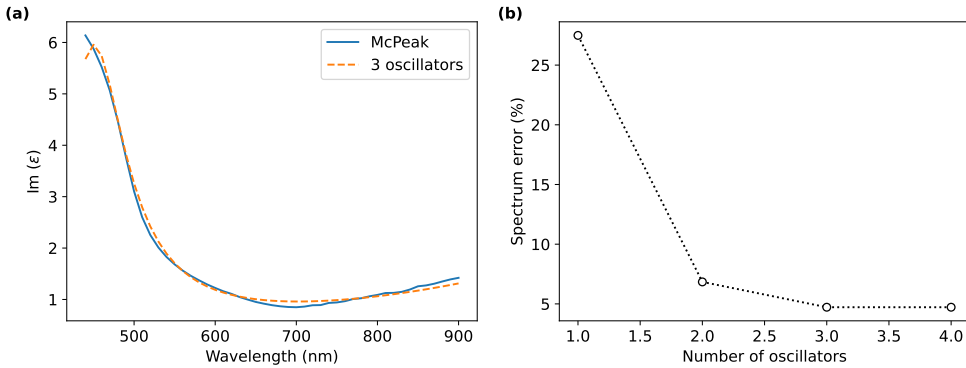 (a)
6
5
4
3
2
1
Im (ε)
500 600 700 800 900
Wavelength (nm)
McPeak
3 oscillators
(b)
25
20
15
10
5
Spectrum error (%)
1.0 1.5 2.0 2.5 3.0 3.5 4.0
Number of oscillators